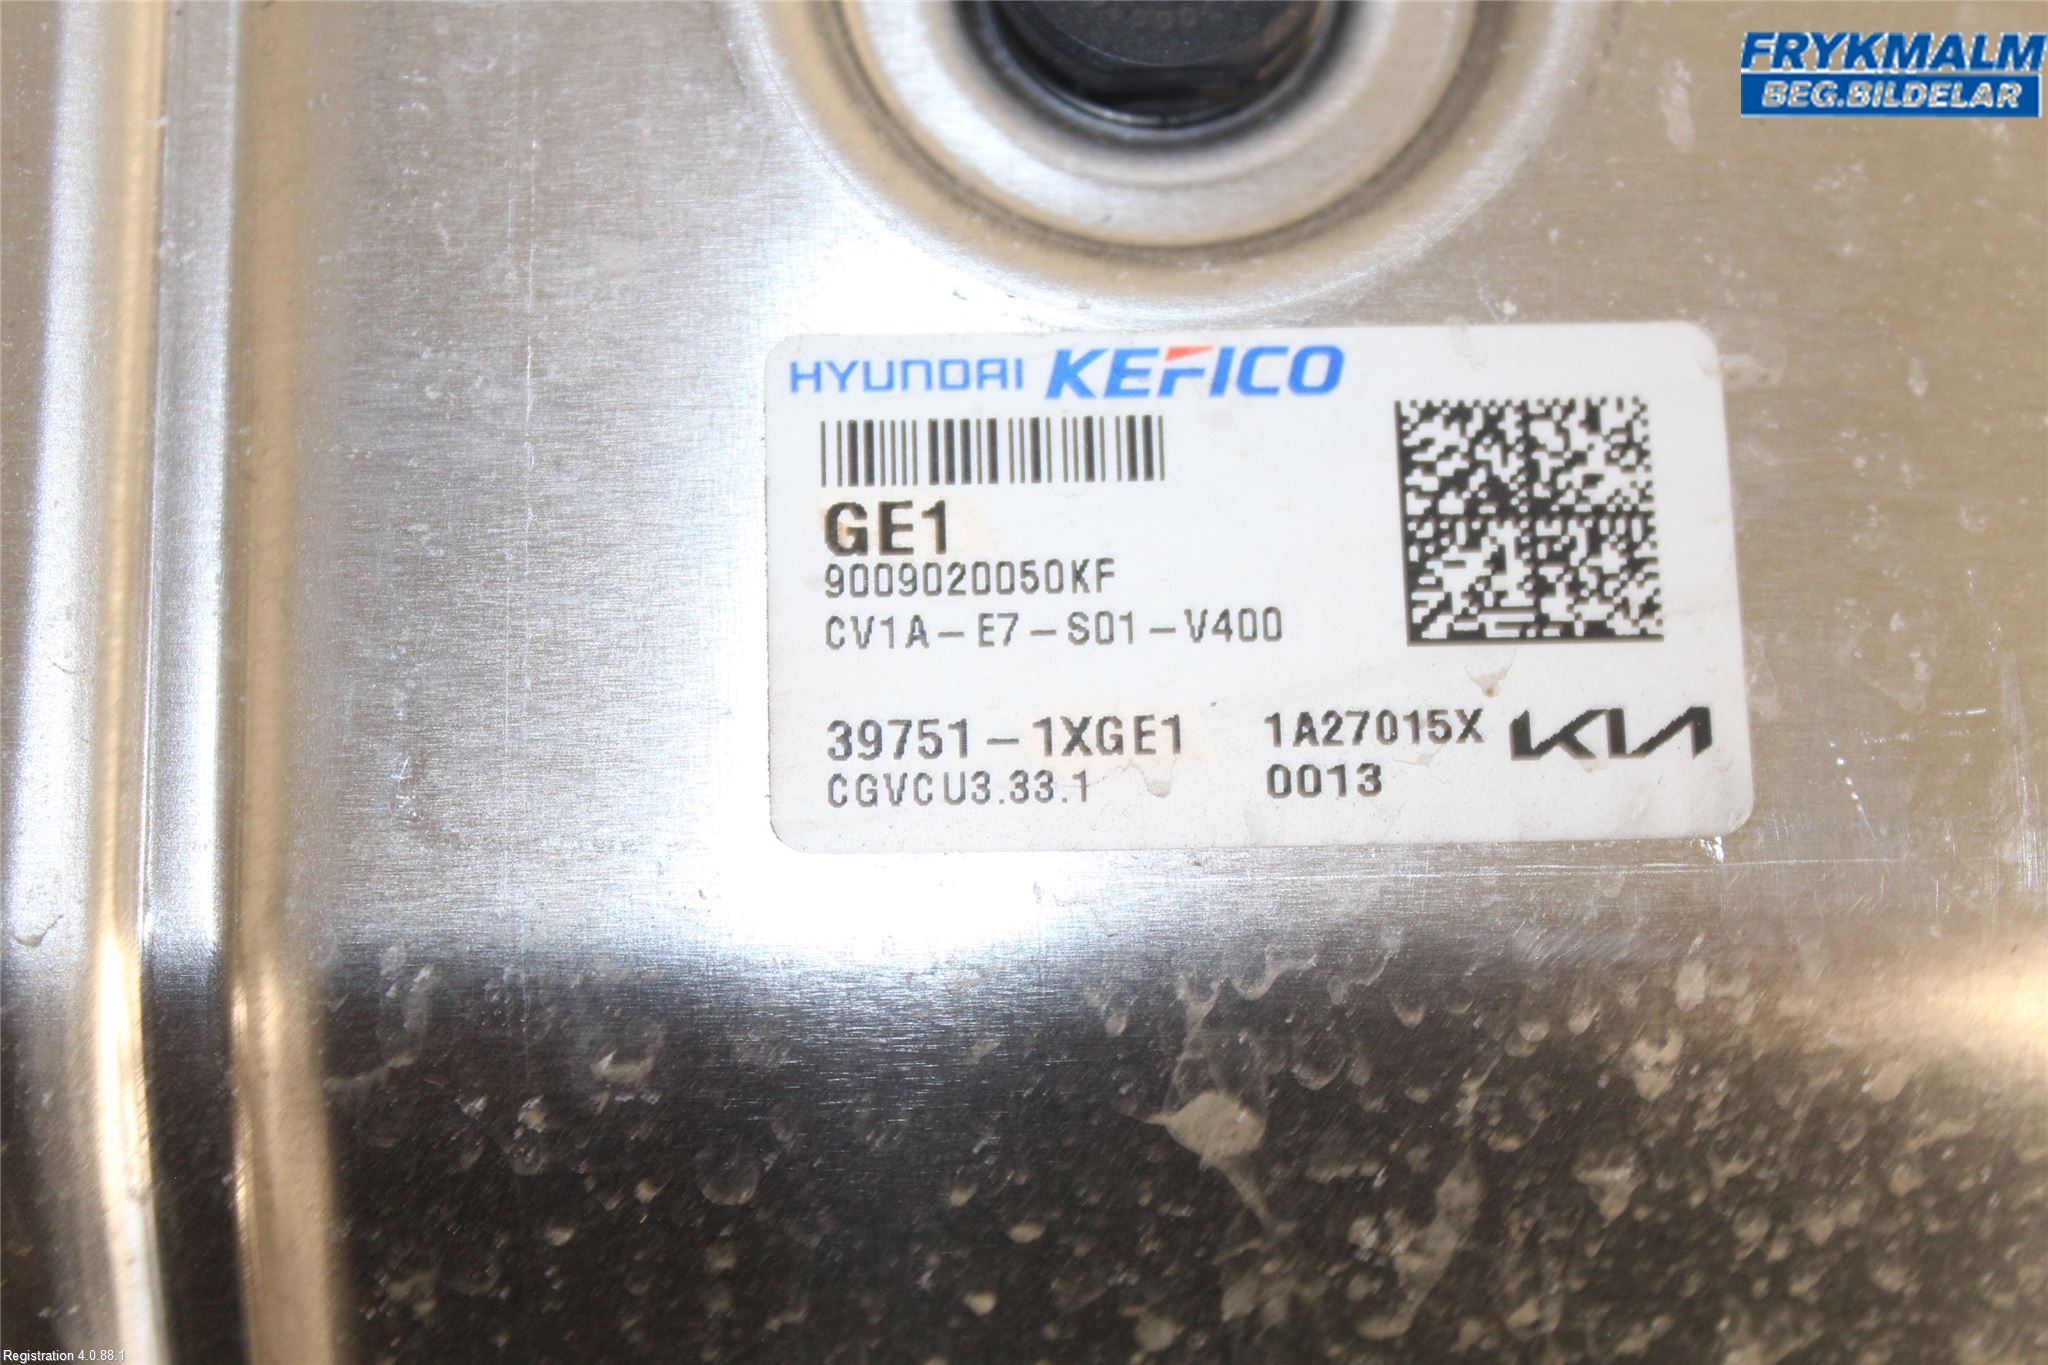 FRYKMALM
BEG.BILDELAR
HYUNDAI KEFICO
GE1
9009020050KF
CV1A-E7-S01-V400
39751-1XGE1 1A27015X KIA
CGVCU3.33.1 0013
Registration 4.0.88.1